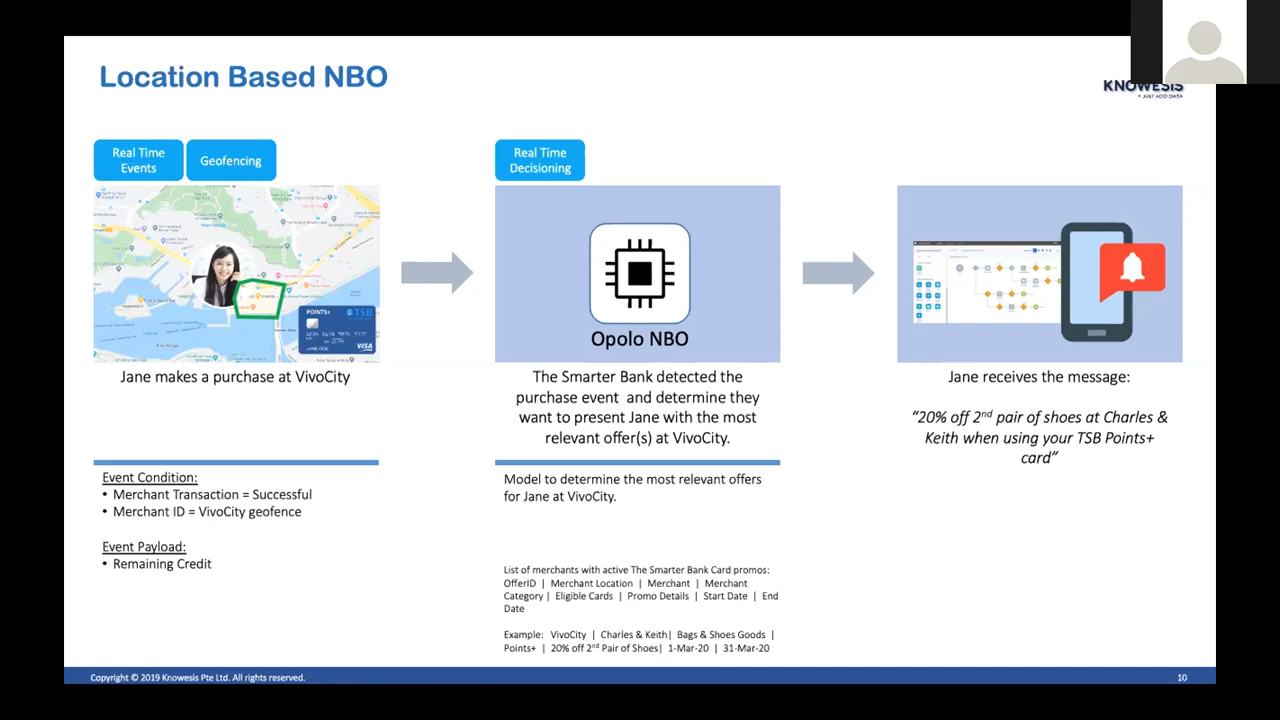 Location Based NBO
KNOWESIS
+ JUST ADD DATA
Real Time
Events
Geofencing
Real Time
Decisioning
POINTS+
TSB
VISA
Opolo NBO
Jane makes a purchase at VivoCity
The Smarter Bank detected the
purchase event and determine they
want to present Jane with the most
relevant offer(s) at VivoCity.
Jane receives the message:
“20% off 2nd pair of shoes at Charles &
Keith when using your TSB Points+
card”
Event Condition:
• Merchant Transaction = Successful
• Merchant ID = VivoCity geofence
Event Payload:
• Remaining Credit
Model to determine the most relevant offers
for Jane at VivoCity.
List of merchants with active The Smarter Bank Card promos:
OfferID | Merchant Location | Merchant | Merchant
Category | Eligible Cards | Promo Details | Start Date | End
Date
Example: VivoCity | Charles & Keith| Bags & Shoes Goods |
Points+ | 20% off 2nd Pair of Shoes| 1-Mar-20 | 31-Mar-20
Copyright © 2019 Knowesis Pte Ltd. All rights reserved.
10